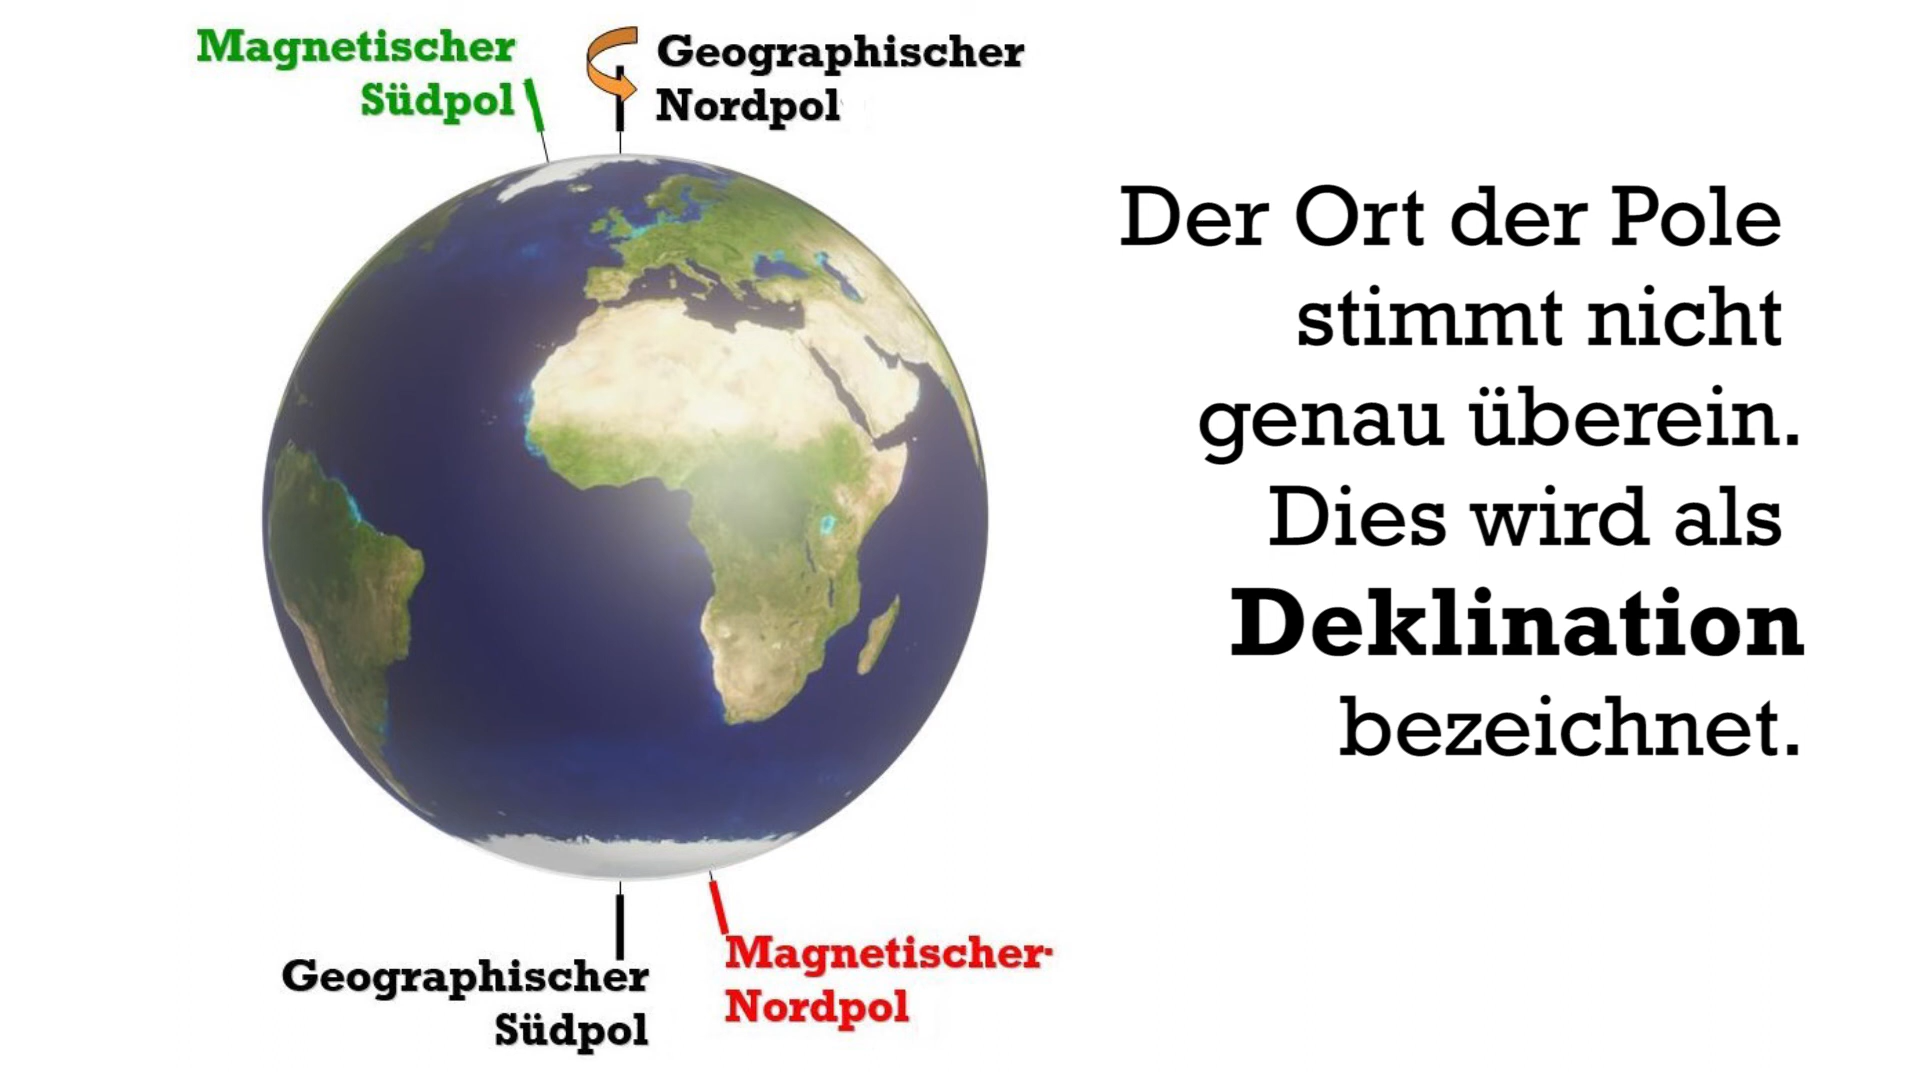 Magnetischer
Südpol
Geographischer
Nordpol
Der Ort der Pole
stimmt nicht
genau überein.
Dies wird als
Deklination
bezeichnet.
Geographischer
Südpol
Magnetischer-
Nordpol